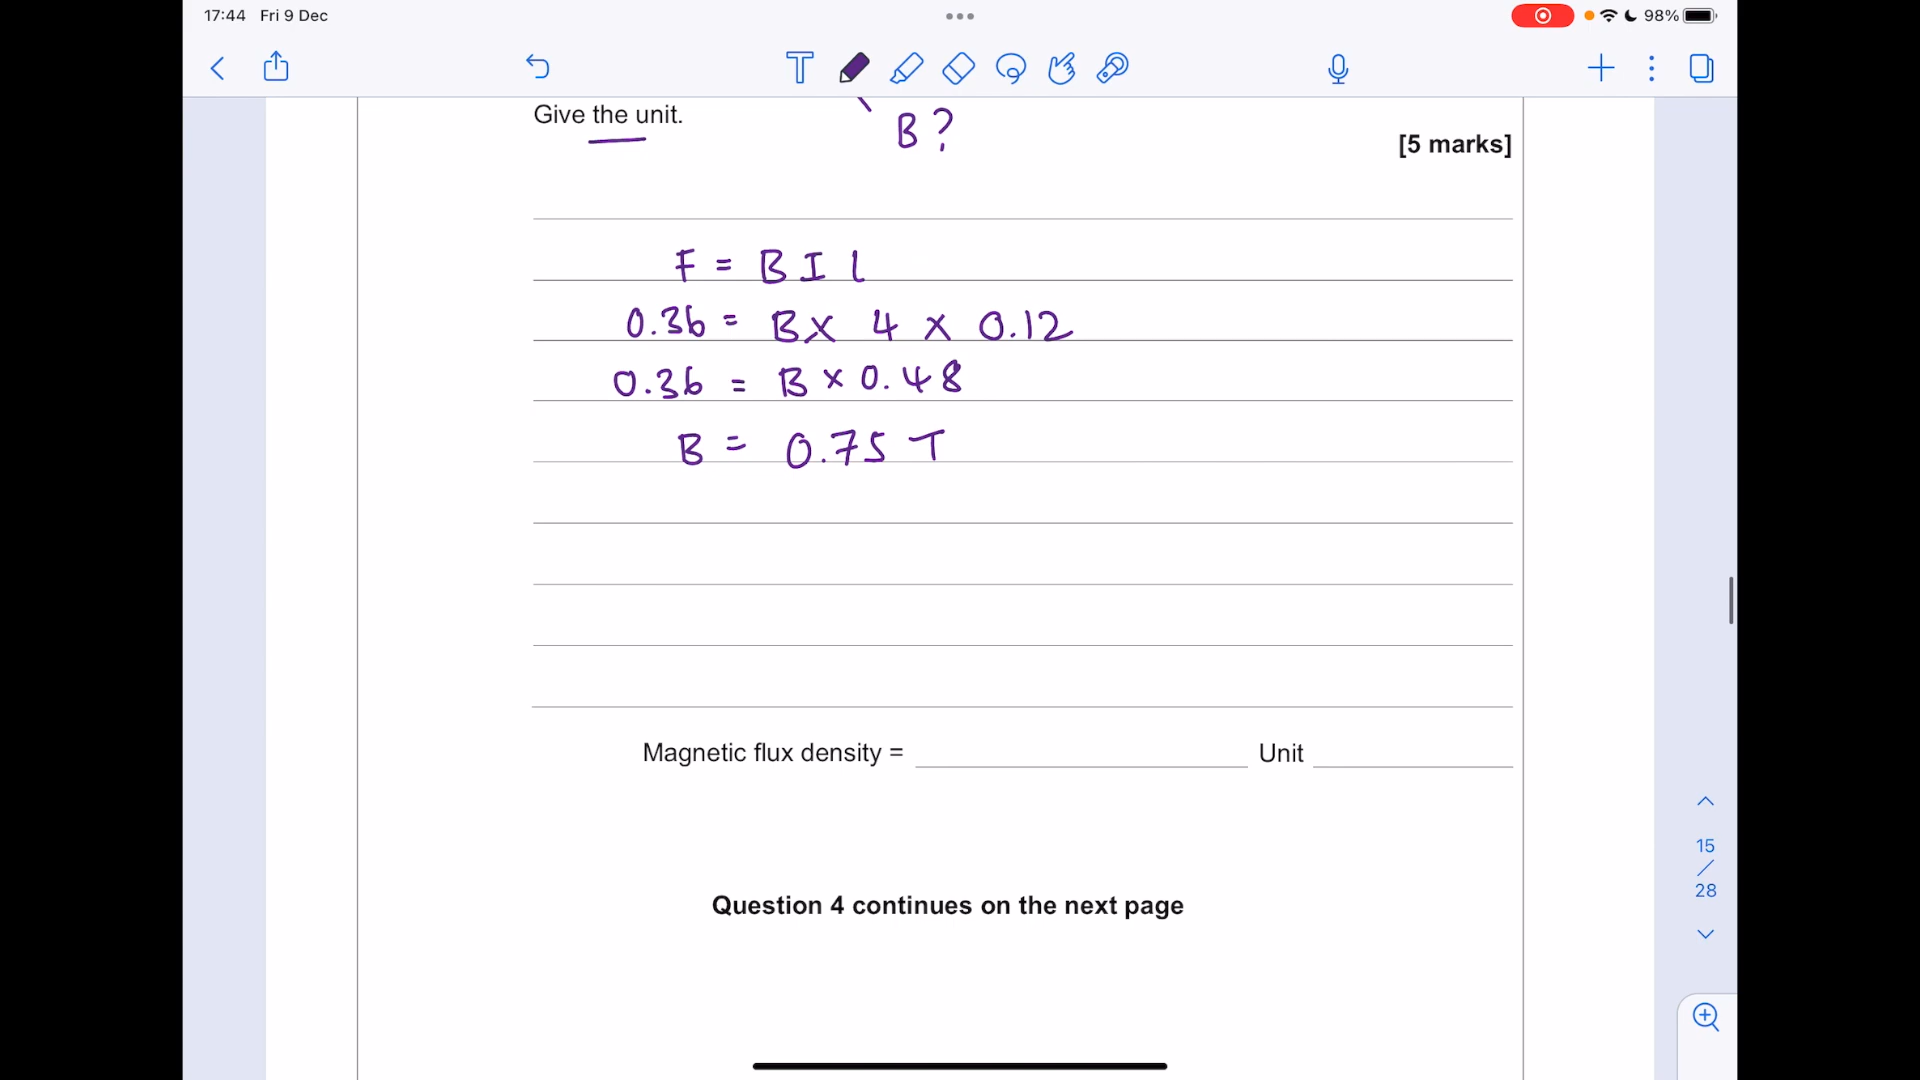 17:44 Fri 9 Dec
98%
Give the unit.
B?
[5 marks]
F = B I l
0.36 = B x 4 x 0.12
0.36 = B x 0.48
B = 0.75 T
Magnetic flux density = Unit
15
28
Question 4 continues on the next page